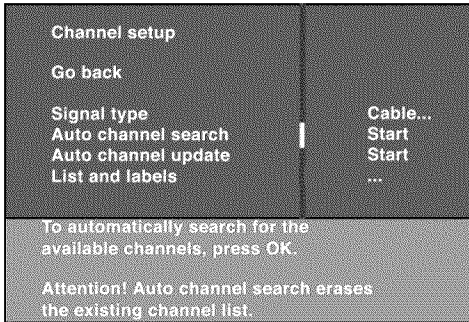 Channel setup
Go back
Signal type Cable...
Auto channel search Start
Auto channel update Start
List and labels ...
To automatically search for the
available channels, press OK.
Attention! Auto channel search erases
the existing channel list.